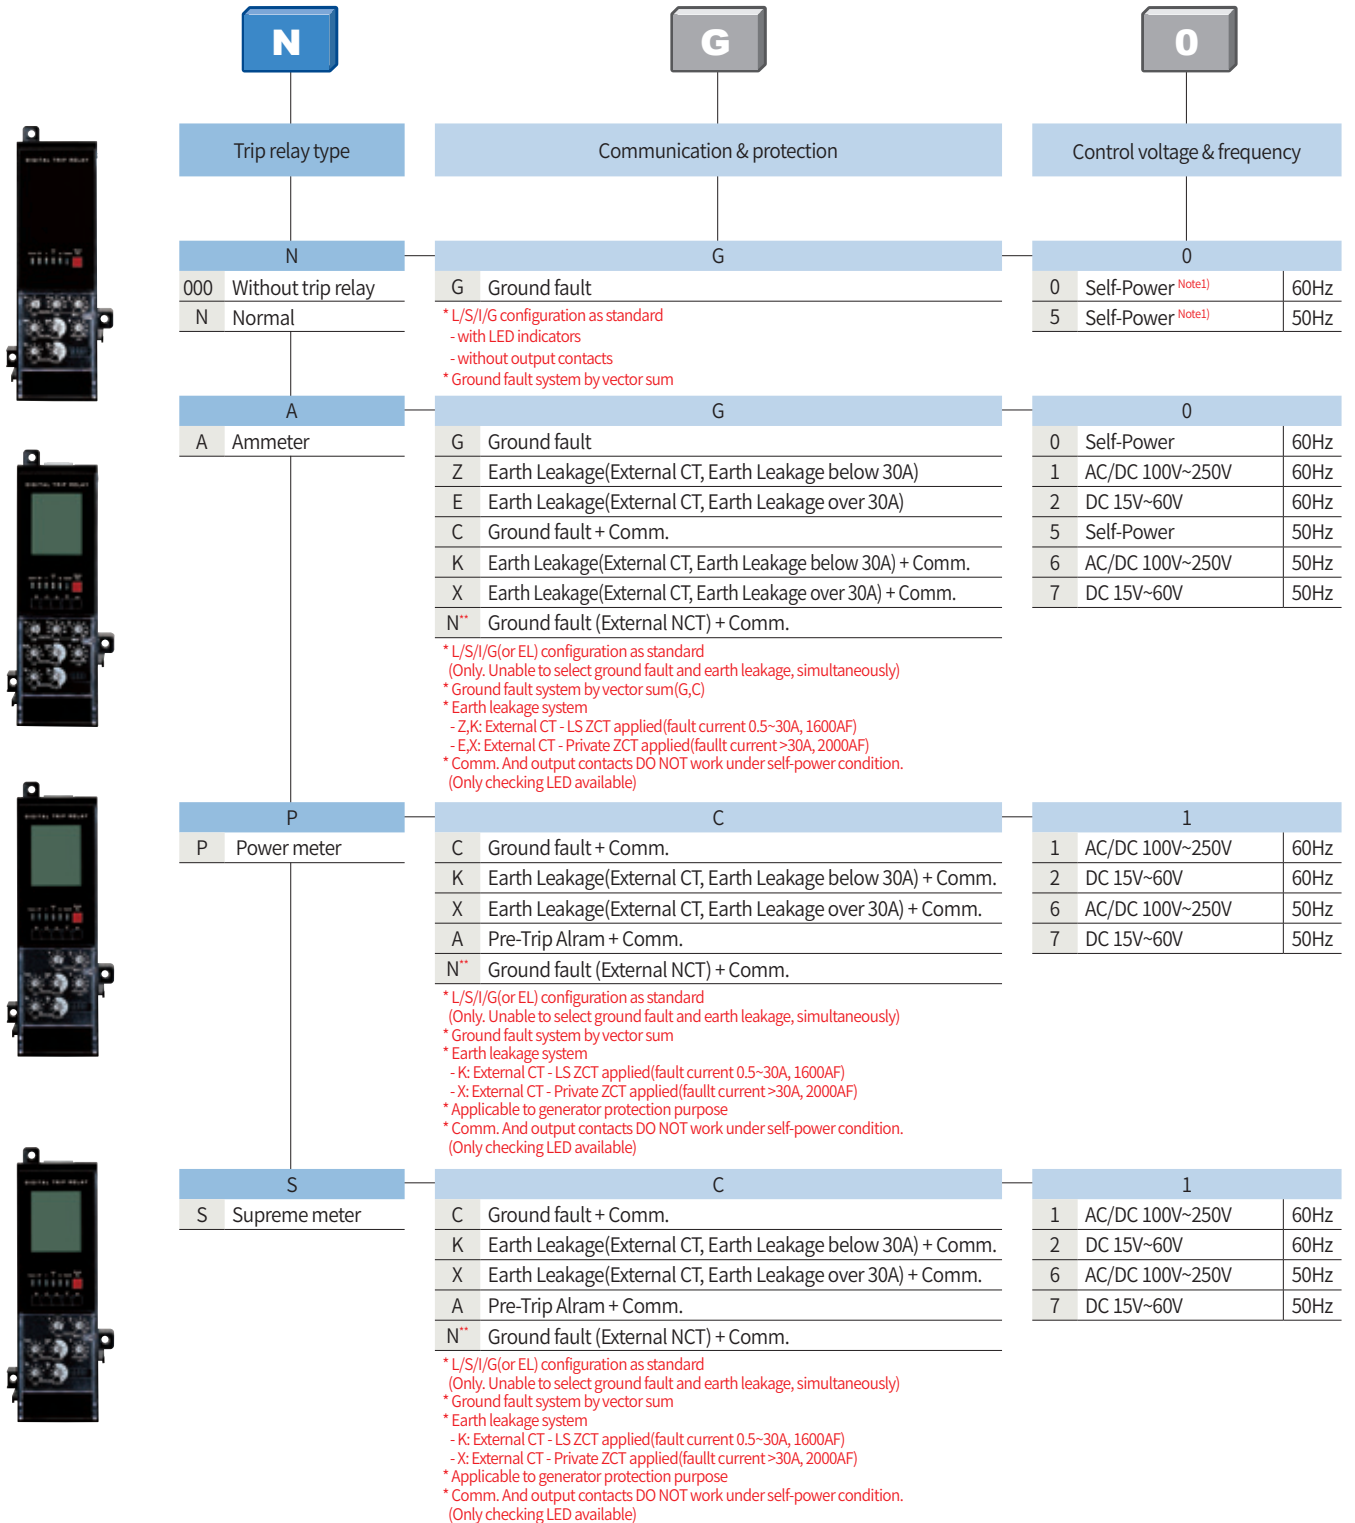 N G 0
Trip relay type Communication & protection Control voltage & frequency
N G 0
000 Without trip relay G Ground fault 0 Self-Power Note1) 60Hz
N Normal 5 Self-Power Note1) 50Hz
* L/S/I/G configuration as standard
- with LED indicators
- without output contacts
* Ground fault system by vector sum
DIGITAL TRIP RELAY
A G 0
A Ammeter G Ground fault 0 Self-Power 60Hz
Z Earth Leakage(External CT, Earth Leakage below 30A) 1 AC/DC 100V~250V 60Hz
E Earth Leakage(External CT, Earth Leakage over 30A) 2 DC 15V~60V 60Hz
C Ground fault + Comm. 5 Self-Power 50Hz
K Earth Leakage(External CT, Earth Leakage below 30A) + Comm. 6 AC/DC 100V~250V 50Hz
X Earth Leakage(External CT, Earth Leakage over 30A) + Comm. 7 DC 15V~60V 50Hz
N** Ground fault (External NCT) + Comm.
* L/S/I/G(or EL) configuration as standard
(Only. Unable to select ground fault and earth leakage, simultaneously)
* Ground fault system by vector sum(G,C)
* Earth leakage system
- Z,K: External CT - LS ZCT applied(fault current 0.5~30A, 1600AF)
- E,X: External CT - Private ZCT applied(faullt current >30A, 2000AF)
* Comm. And output contacts DO NOT work under self-power condition.
(Only checking LED available)
DIGITAL TRIP RELAY
P C 1
P Power meter C Ground fault + Comm. 1 AC/DC 100V~250V 60Hz
K Earth Leakage(External CT, Earth Leakage below 30A) + Comm. 2 DC 15V~60V 60Hz
X Earth Leakage(External CT, Earth Leakage over 30A) + Comm. 6 AC/DC 100V~250V 50Hz
A Pre-Trip Alram + Comm. 7 DC 15V~60V 50Hz
N** Ground fault (External NCT) + Comm.
* L/S/I/G(or EL) configuration as standard
(Only. Unable to select ground fault and earth leakage, simultaneously)
* Ground fault system by vector sum
* Earth leakage system
- K: External CT - LS ZCT applied(fault current 0.5~30A, 1600AF)
- X: External CT - Private ZCT applied(faullt current >30A, 2000AF)
* Applicable to generator protection purpose
* Comm. And output contacts DO NOT work under self-power condition.
(Only checking LED available)
DIGITAL TRIP RELAY
S C 1
S Supreme meter C Ground fault + Comm. 1 AC/DC 100V~250V 60Hz
K Earth Leakage(External CT, Earth Leakage below 30A) + Comm. 2 DC 15V~60V 60Hz
X Earth Leakage(External CT, Earth Leakage over 30A) + Comm. 6 AC/DC 100V~250V 50Hz
A Pre-Trip Alram + Comm. 7 DC 15V~60V 50Hz
N** Ground fault (External NCT) + Comm.
* L/S/I/G(or EL) configuration as standard
(Only. Unable to select ground fault and earth leakage, simultaneously)
* Ground fault system by vector sum
* Earth leakage system
- K: External CT - LS ZCT applied(fault current 0.5~30A, 1600AF)
- X: External CT - Private ZCT applied(faullt current >30A, 2000AF)
* Applicable to generator protection purpose
* Comm. And output contacts DO NOT work under self-power condition.
(Only checking LED available)
DIGITAL TRIP RELAY